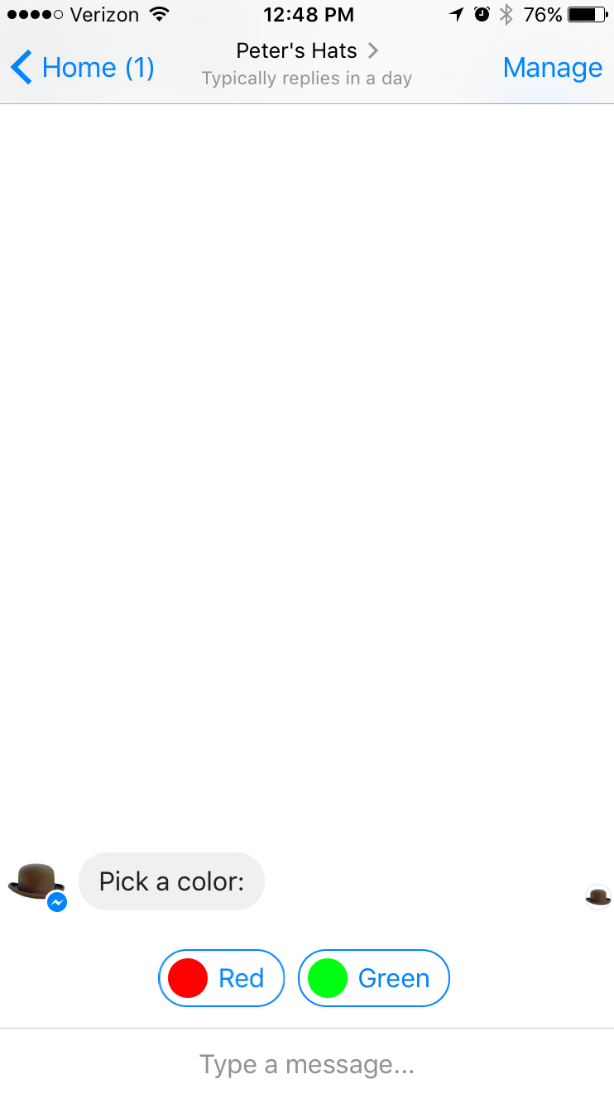 Verizon 12:48 PM 76%
Home (1) Peter's Hats Manage
Typically replies in a day
Pick a color:
Red Green
Type a message...